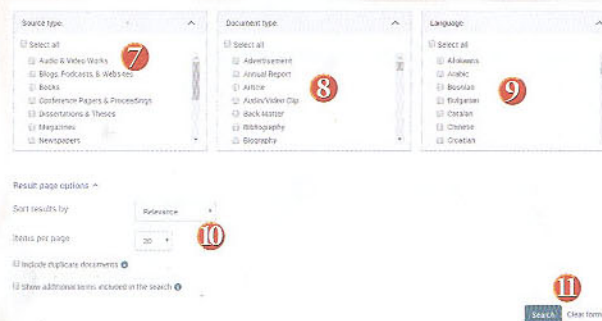 Source type:
Select all
Audio & Video Works
Blogs, Podcasts, & Websites
Books
Conference Papers & Proceedings
Dissertations & Theses
Magazines
Newspapers
7
Document type:
Select all
Advertisement
Annual Report
Article
Audio/Video Clip
Back Matter
Bibliography
Biography
8
Language:
Select all
Afrikaans
Arabic
Bosnian
Bulgarian
Catalan
Chinese
Croatian
9
Result page options
Sort results by
Relevance
Items per page
20
10
Include duplicate documents
Show additional items included in the search
11
Search Clear form